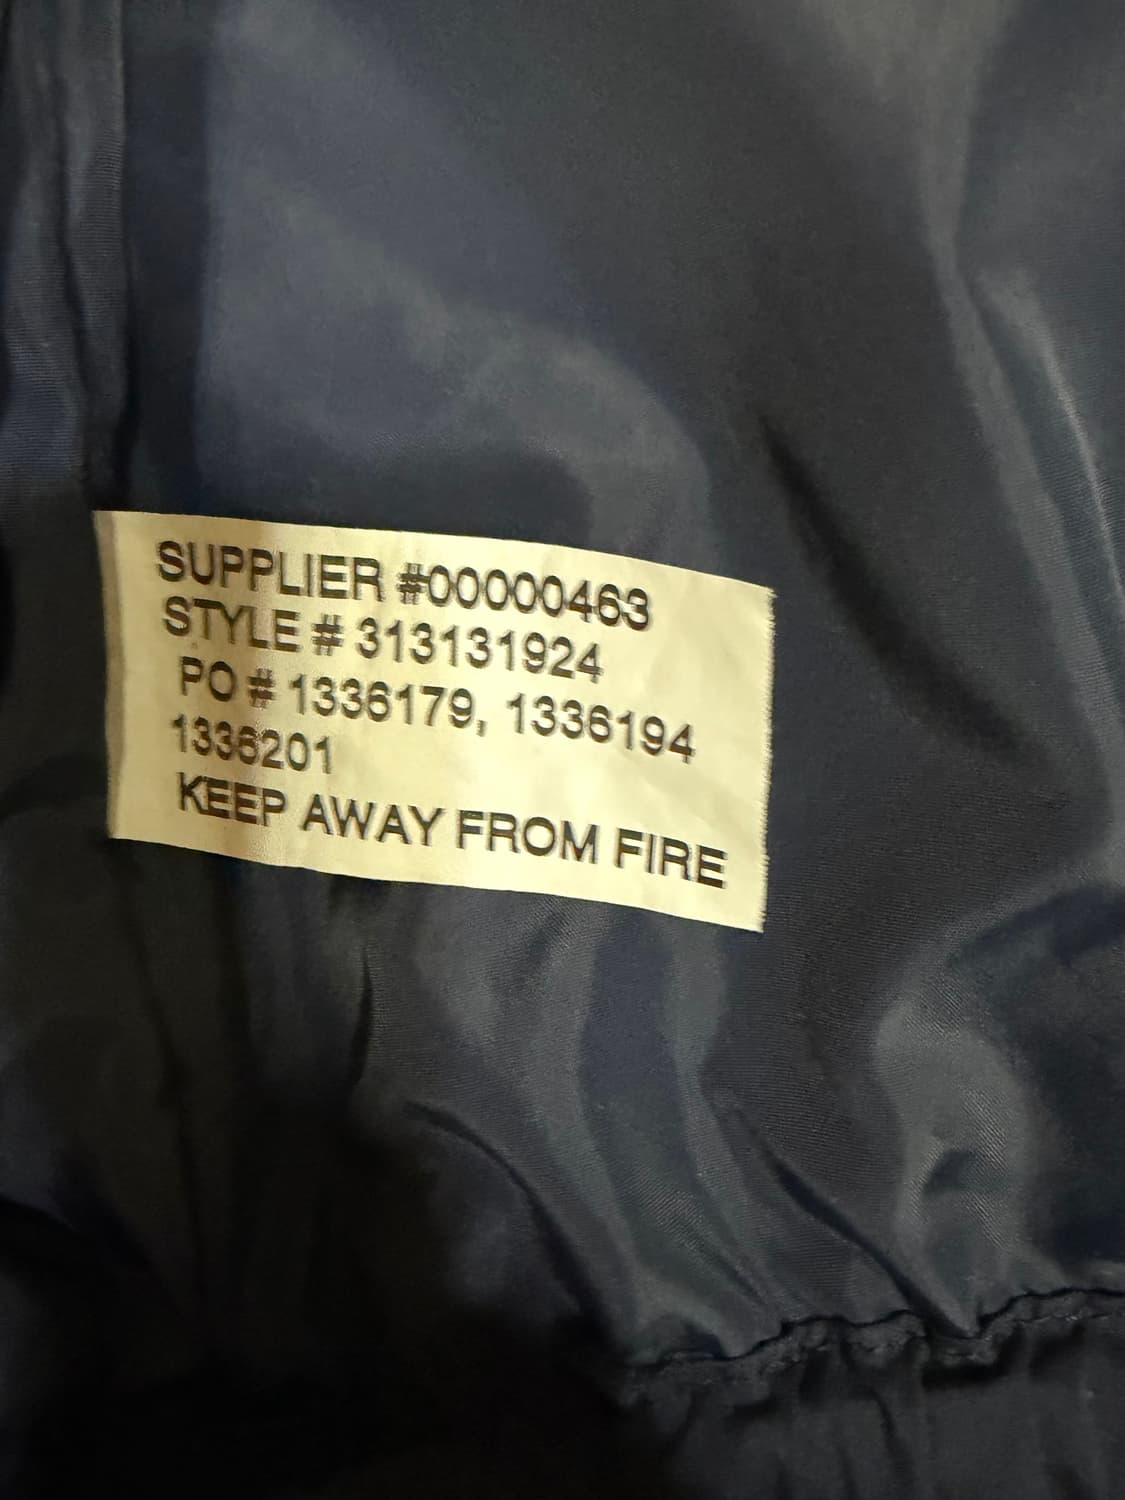 SUPPLIER #00000463
STYLE # 313131924
PO # 1336179, 1336194
1336201
KEEP AWAY FROM FIRE